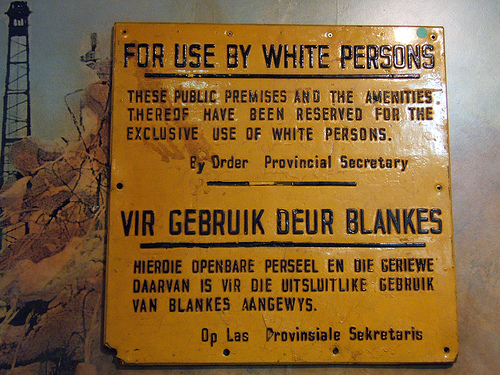 FOR USE BY WHITE PERSONS
THESE PUBLIC PREMISES AND THE AMENITIES
THEREOF HAVE BEEN RESERVED FOR THE
EXCLUSIVE USE OF WHITE PERSONS.
By Order Provincial Secretary
VIR GEBRUIK DEUR BLANKES
HIERDIE OPENBARE PERSEEL EN DIE GERIEWE
DAARVAN IS VIR DIE UITSLUITLIKE GEBRUIK
VAN BLANKES AANGEWYS.
Op Las Provinsiale Sekretaris